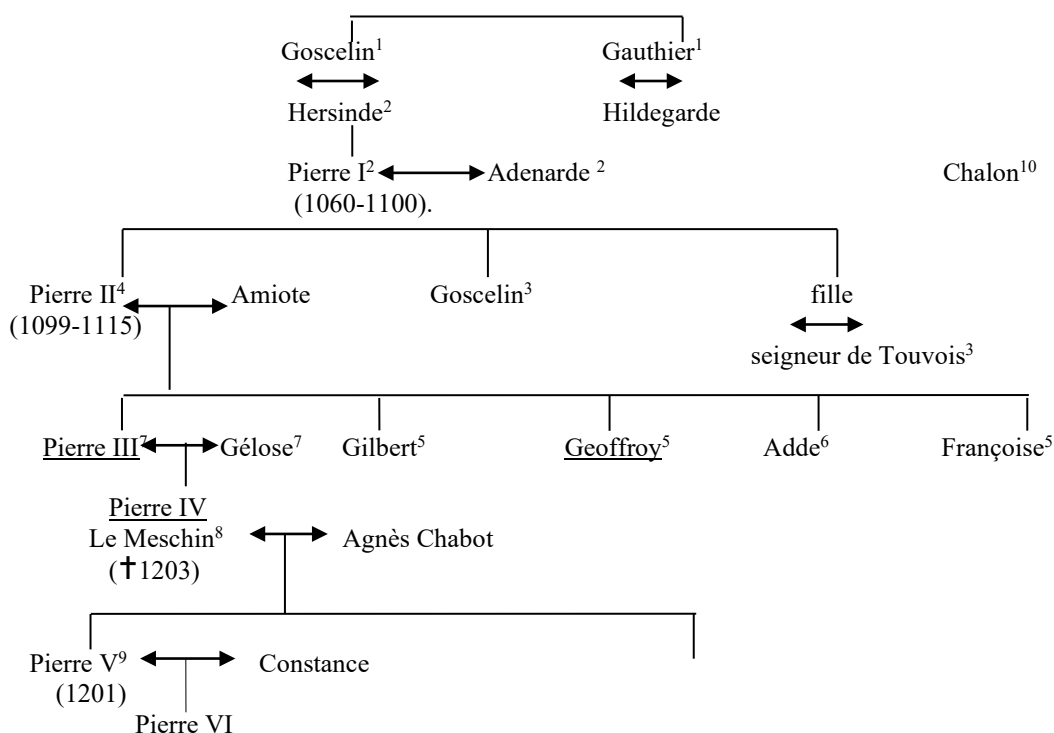 Goscelin¹ Gauthier¹
Hersinde² Hildegarde
Pierre I² Adenarde ² Chalon¹⁰
(1060-1100).
Pierre II⁴ Amiote Goscelin³ fille
(1099-1115)
seigneur de Touvois³
Pierre III⁷ Gélose⁷ Gilbert⁵ Geoffroy⁵ Adde⁶ Françoise⁵
Pierre IV
Le Meschin⁸ Agnès Chabot
(✝1203)
Pierre V⁹ Constance
(1201)
Pierre VI